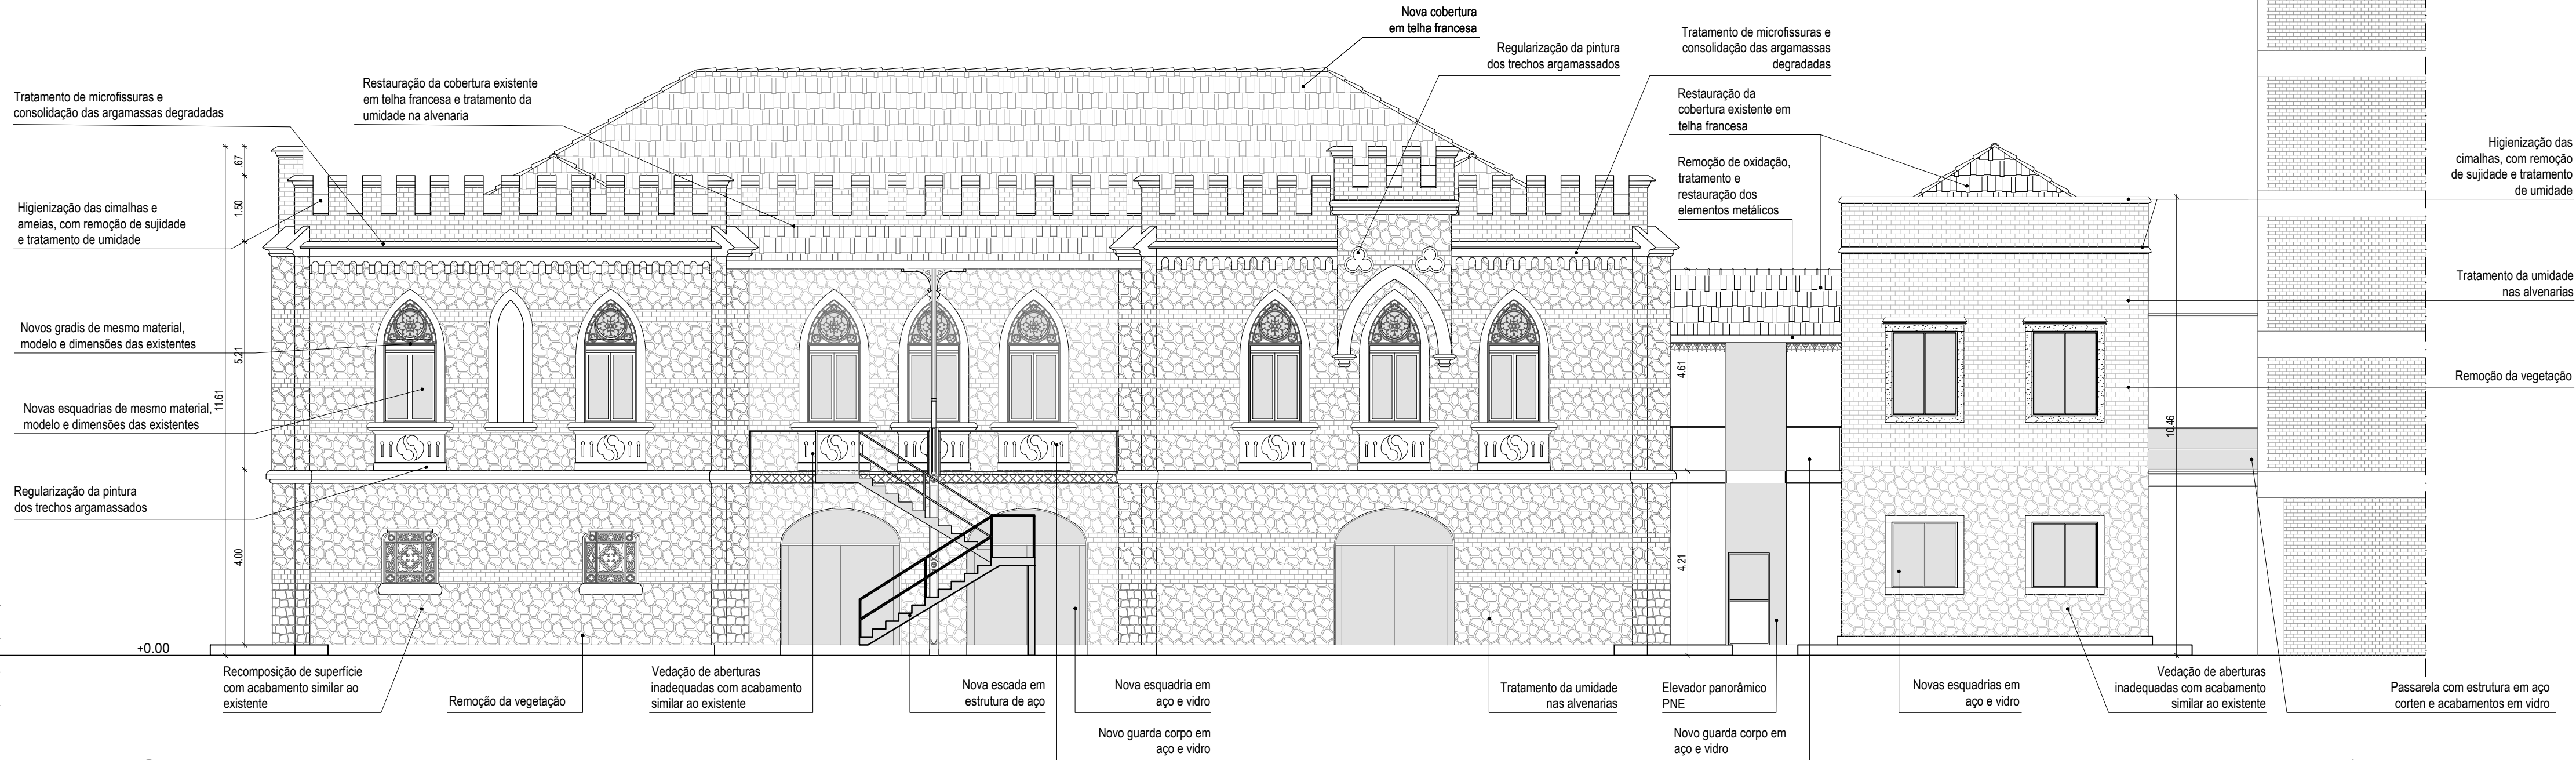 Nova cobertura
em telha francesa
Tratamento de microfissuras e
consolidação das argamassas
degradadas
Regularização da pintura
dos trechos argamassados
Restauração da cobertura existente
em telha francesa e tratamento da
umidade na alvenaria
Tratamento de microfissuras e
consolidação das argamassas degradadas
Restauração da
cobertura existente em
telha francesa
Higienização das
cimalhas, com remoção
de sujidade e tratamento
de umidade
Remoção de oxidação,
tratamento e
restauração dos
elementos metálicos
Higienização das cimalhas e
ameias, com remoção de sujidade
e tratamento de umidade
.67
1.50
5.21
4.00
11.61
Tratamento da umidade
nas alvenarias
Novos gradis de mesmo material,
modelo e dimensões das existentes
Remoção da vegetação
Novas esquadrias de mesmo material,
modelo e dimensões das existentes
4.61
4.21
10.46
Regularização da pintura
dos trechos argamassados
+0.00
Recomposição de superfície
com acabamento similar ao
existente
Remoção da vegetação
Vedação de aberturas
inadequadas com acabamento
similar ao existente
Nova escada em
estrutura de aço
Nova esquadria em
aço e vidro
Novo guarda corpo em
aço e vidro
Tratamento da umidade
nas alvenarias
Elevador panorâmico
PNE
Novo guarda corpo em
aço e vidro
Novas esquadrias em
aço e vidro
Vedação de aberturas
inadequadas com acabamento
similar ao existente
Passarela com estrutura em aço
corten e acabamentos em vidro